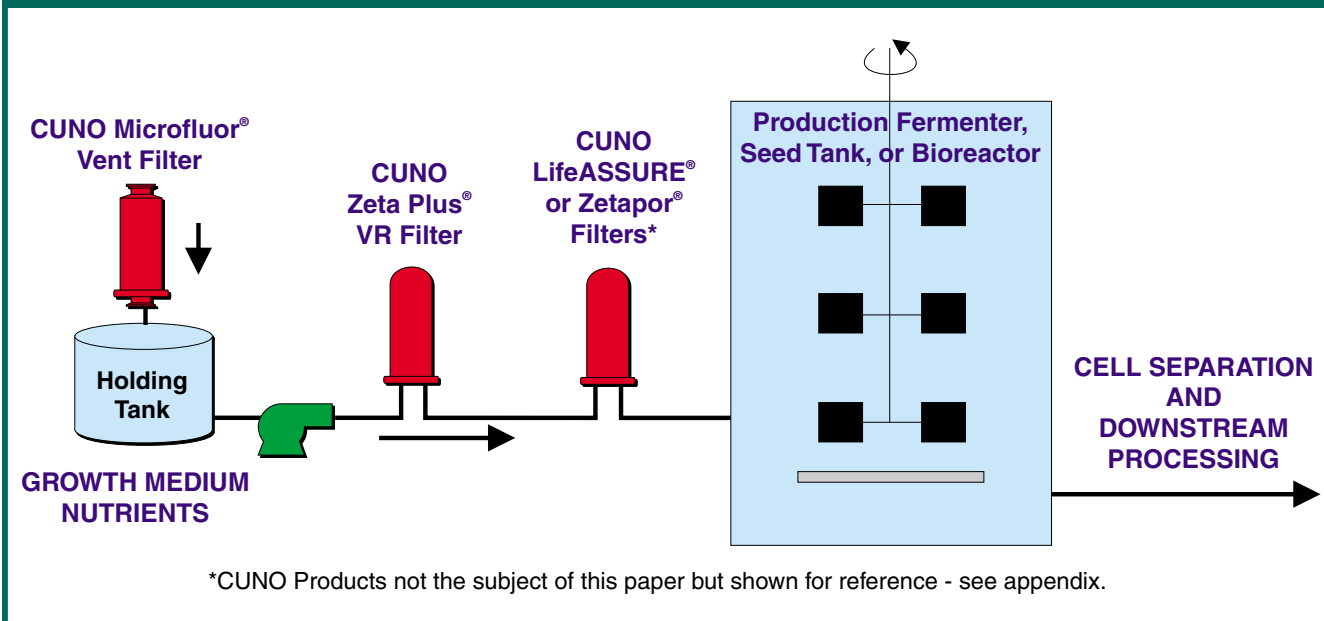 CUNO Microfluor®
Vent Filter
CUNO
Zeta Plus®
VR Filter
CUNO
LifeASSURE®
or Zetapor®
Filters*
Production Fermenter,
Seed Tank, or Bioreactor
Holding
Tank
GROWTH MEDIUM
NUTRIENTS
CELL SEPARATION
AND
DOWNSTREAM
PROCESSING
*CUNO Products not the subject of this paper but shown for reference - see appendix.